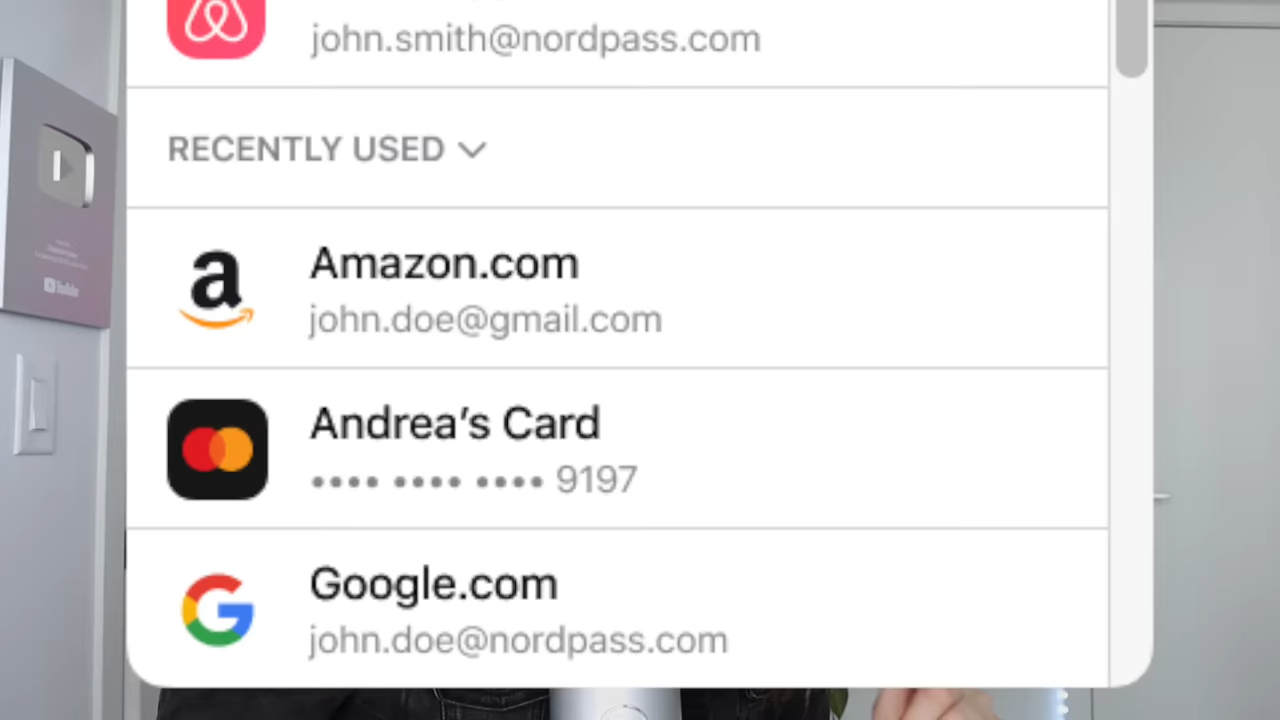 john.smith@nordpass.com
RECENTLY USED
Amazon.com
john.doe@gmail.com
Andrea’s Card
•••• •••• •••• 9197
Google.com
john.doe@nordpass.com
YouTube